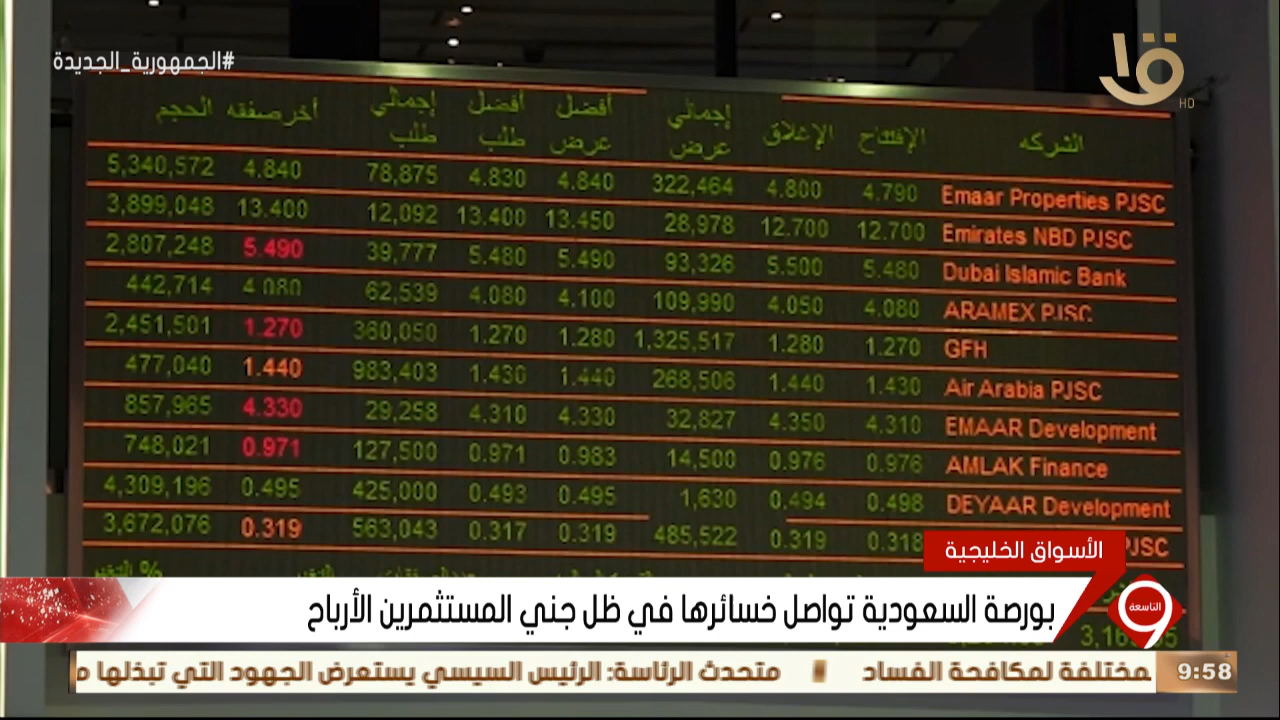 #الجمهورية_الجديدة
HD
الشركه الإفتتاح الإغلاق إجمالي عرض أفضل عرض أفضل طلب إجمالي طلب أخرصفقه الحجم
Emaar Properties PJSC 4.790 4.800 322,464 4.840 4.830 78,875 4.840 5,340,572
Emirates NBD PJSC 12.700 12.700 28,978 13.450 13.400 12,092 13.400 3,899,048
Dubai Islamic Bank 5.480 5.500 93,326 5.490 5.480 39,777 5.490 2,807,248
ARAMEX PJSC 4.080 4.050 109,990 4.100 4.080 62,539 4.080 442,714
GFH 1.270 1.280 1,325,517 1.280 1.270 360,050 1.270 2,451,501
Air Arabia PJSC 1.430 1.440 268,506 1.440 1.430 983,403 1.440 477,040
EMAAR Development 4.310 4.350 32,827 4.330 4.310 29,258 4.330 857,965
AMLAK Finance 0.976 0.976 14,500 0.983 0.971 127,500 0.971 748,021
DEYAAR Development 0.498 0.494 1,630 0.495 0.493 425,000 0.495 4,309,196
PJSC 0.318 0.319 485,522 0.319 0.317 563,043 0.319 3,672,076
الأسواق الخليجية
التاسعة
بورصة السعودية تواصل خسائرها في ظل جني المستثمرين الأرباح
9:58
مختلفة لمكافحة الفساد متحدث الرئاسة: الرئيس السيسي يستعرض الجهود التي تبذلها م